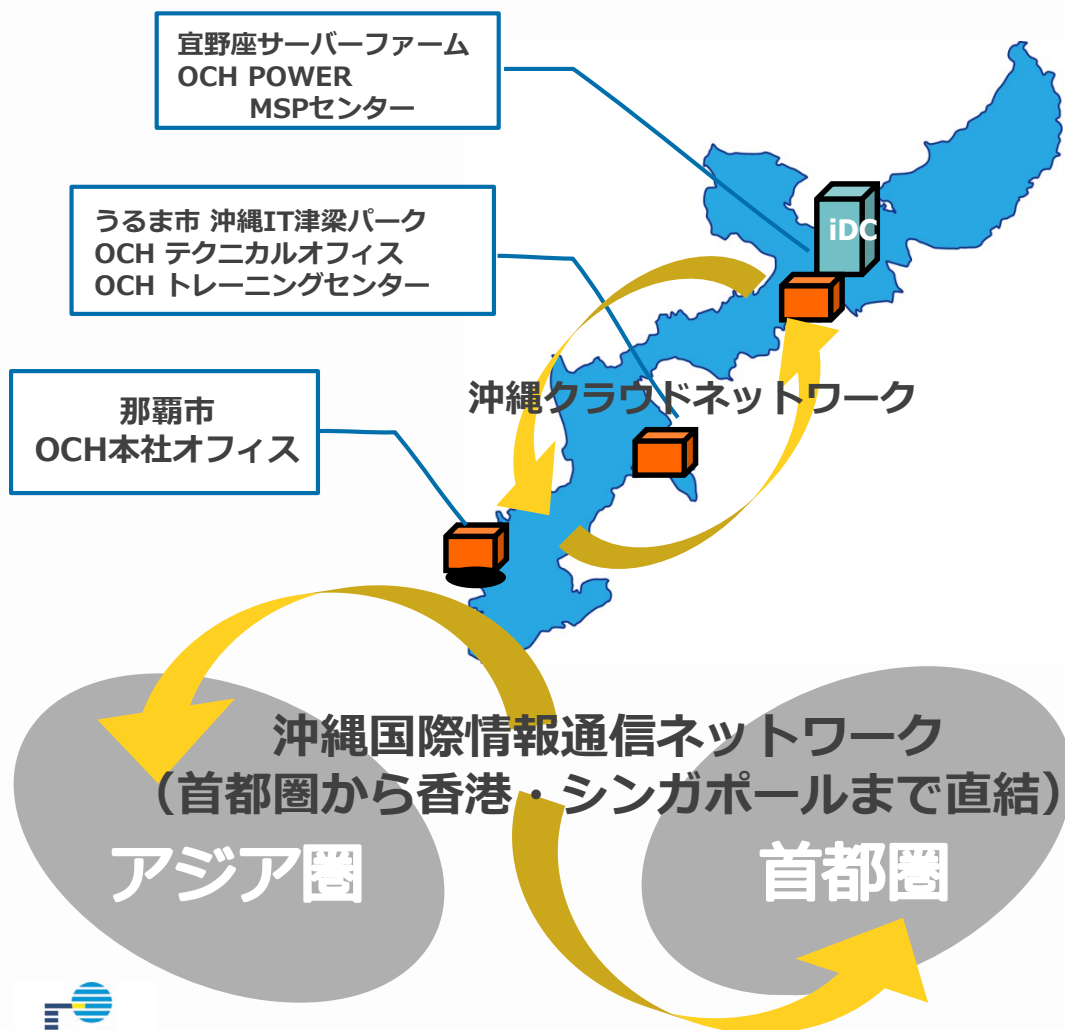 宜野座サーバーファーム
OCH POWER
MSPセンター
うるま市 沖縄IT津梁パーク
OCH テクニカルオフィス
OCH トレーニングセンター
iDC
那覇市
OCH本社オフィス
沖縄クラウドネットワーク
沖縄国際情報通信ネットワーク
（首都圏から香港・シンガポールまで直結）
アジア圏
首都圏